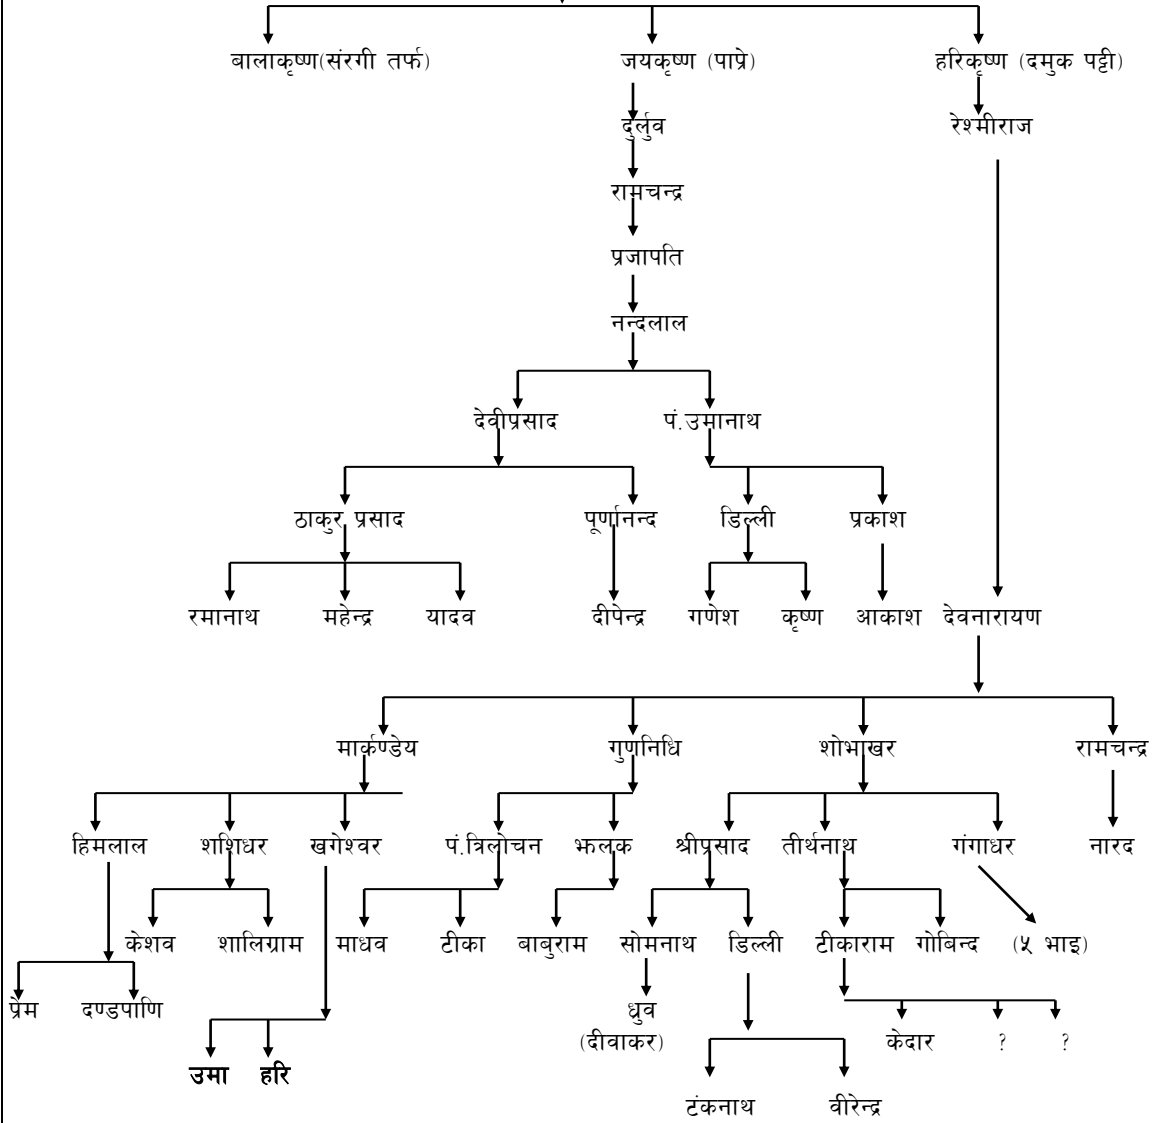 बालाकृष्ण(संरगी तर्फ) जयकृष्ण (पाप्रे) हरिकृष्ण (दमुक पट्टी)
दुर्लुव रेश्मीराज
रामचन्द्र
प्रजापति
नन्दलाल
देवीप्रसाद पं.उमानाथ
ठाकुर प्रसाद पूर्णानन्द डिल्ली प्रकाश
रमानाथ महेन्द्र यादव दीपेन्द्र गणेश कृष्ण आकाश देवनारायण
मार्कण्डेय गुणनिधि शोभाखर रामचन्द्र
हिमलाल शशिधर खगेश्वर पं.त्रिलोचन झलक श्रीप्रसाद तीर्थनाथ गंगाधर नारद
केशव शालिग्राम माधव टीका बाबुराम सोमनाथ डिल्ली टीकाराम गोबिन्द (५ भाइ)
प्रेम दण्डपाणि ध्रुव
(दीवाकर) केदार ? ?
उमा हरि
टंकनाथ वीरेन्द्र